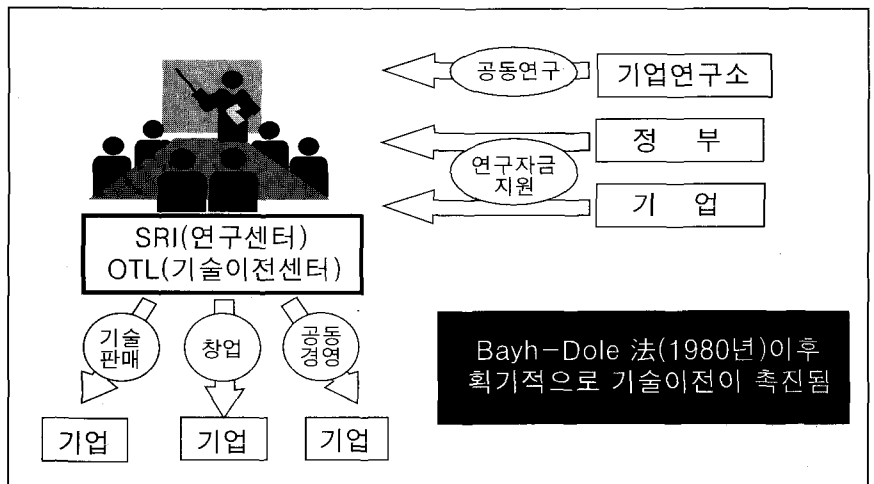 공동연구
기업연구소
정 부
연구자금
지원
기 업
SRI(연구센터)
OTL(기술이전센터)
기술
판매
창업
공동
경영
Bayh-Dole 法(1980년)이후
획기적으로 기술이전이 촉진됨
기업
기업
기업